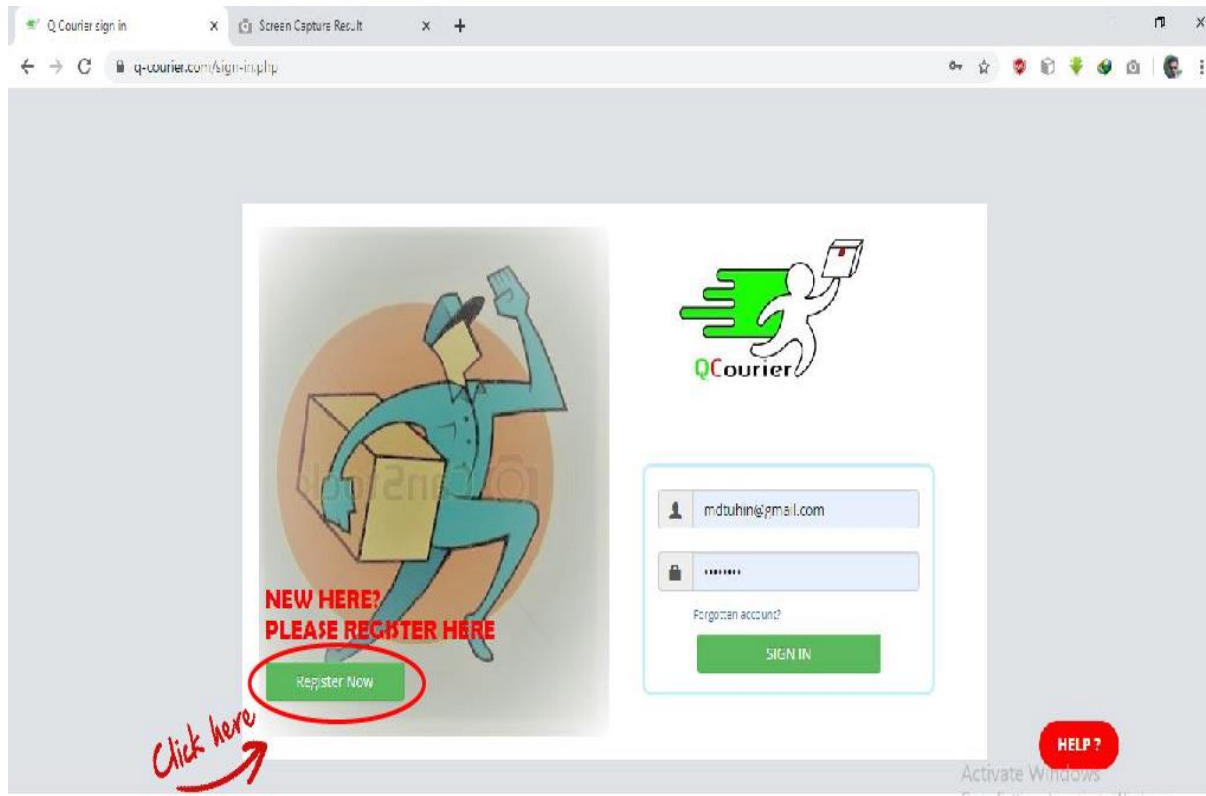 Q Courier sign in
Screen Capture Result
q-courier.com/sign-in.php
QCourier
CanStock
mdtuhin@gmail.com
Forgotten account?
SIGN IN
NEW HERE?
PLEASE REGISTER HERE
Register Now
Click here
HELP ?
Activate Windows